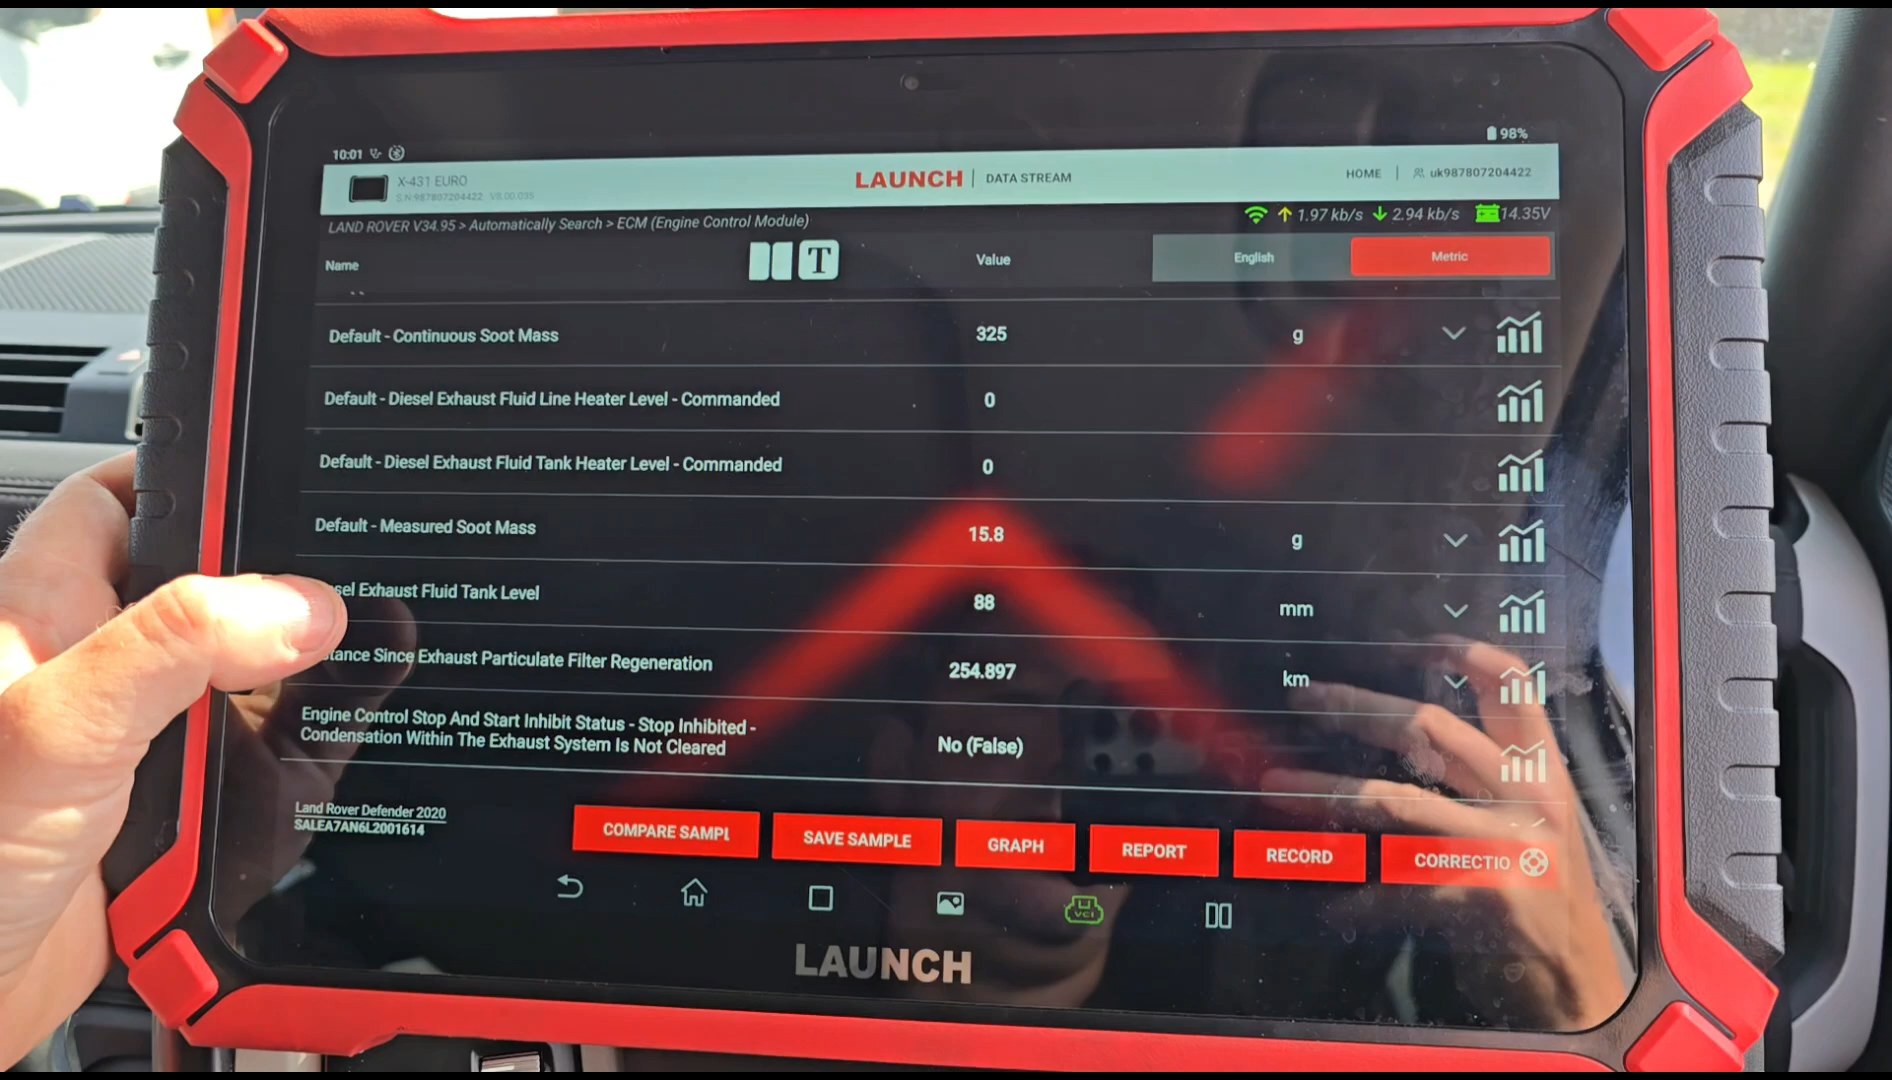 98%
10:01
X-431 EURO
LAUNCH | DATA STREAM
HOME | uk987807204422
S.N:987807204422 V8.00.035
LAND ROVER V34.95 > Automatically Search > ECM (Engine Control Module)
1.97 kb/s 2.94 kb/s 14.35V
Name T Value English Metric
Default - Continuous Soot Mass 325 g
Default - Diesel Exhaust Fluid Line Heater Level - Commanded 0
Default - Diesel Exhaust Fluid Tank Heater Level - Commanded 0
Default - Measured Soot Mass 15.8 g
sel Exhaust Fluid Tank Level 88 mm
tance Since Exhaust Particulate Filter Regeneration 254.897 km
Engine Control Stop And Start Inhibit Status - Stop Inhibited -
Condensation Within The Exhaust System Is Not Cleared No (False)
Land Rover Defender 2020
SALEA7AN6L2001614
COMPARE SAMPL SAVE SAMPLE GRAPH REPORT RECORD CORRECTIO
VCI
LAUNCH